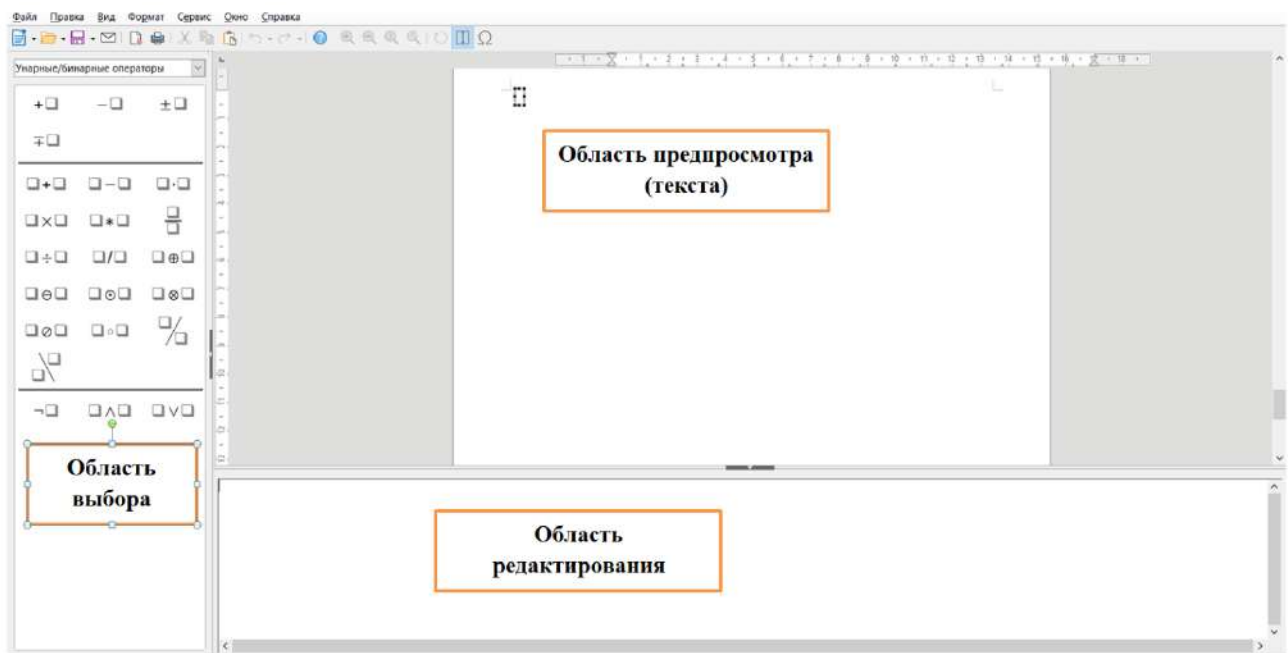 Файл Правка Вид Формат Сервис Окно Справка
Унарные/бинарные операторы
+□ −□ ±□
∓□
□+□ □−□ □·□
□×□ □∗□ □/□
□÷□ □/□ □⊕□
□⊖□ □⊙□ □⊗□
□⊘□ □∘□ □/□
□\□
¬□ □∧□ □∨□
Область
выбора
Область предпросмотра
(текста)
Область
редактирования